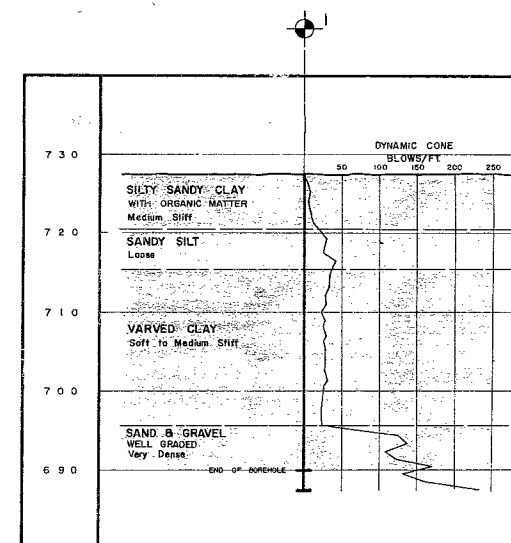 1
DYNAMIC CONE
BLOWS/FT.
50 100 150 200 250
730
SILTY SANDY CLAY
WITH ORGANIC MATTER
Medium Stiff
720
SANDY SILT
Loose
710
VARVED CLAY
Soft to Medium Stiff
700
SAND & GRAVEL
WELL GRADED
Very Dense
690
END OF BOREHOLE